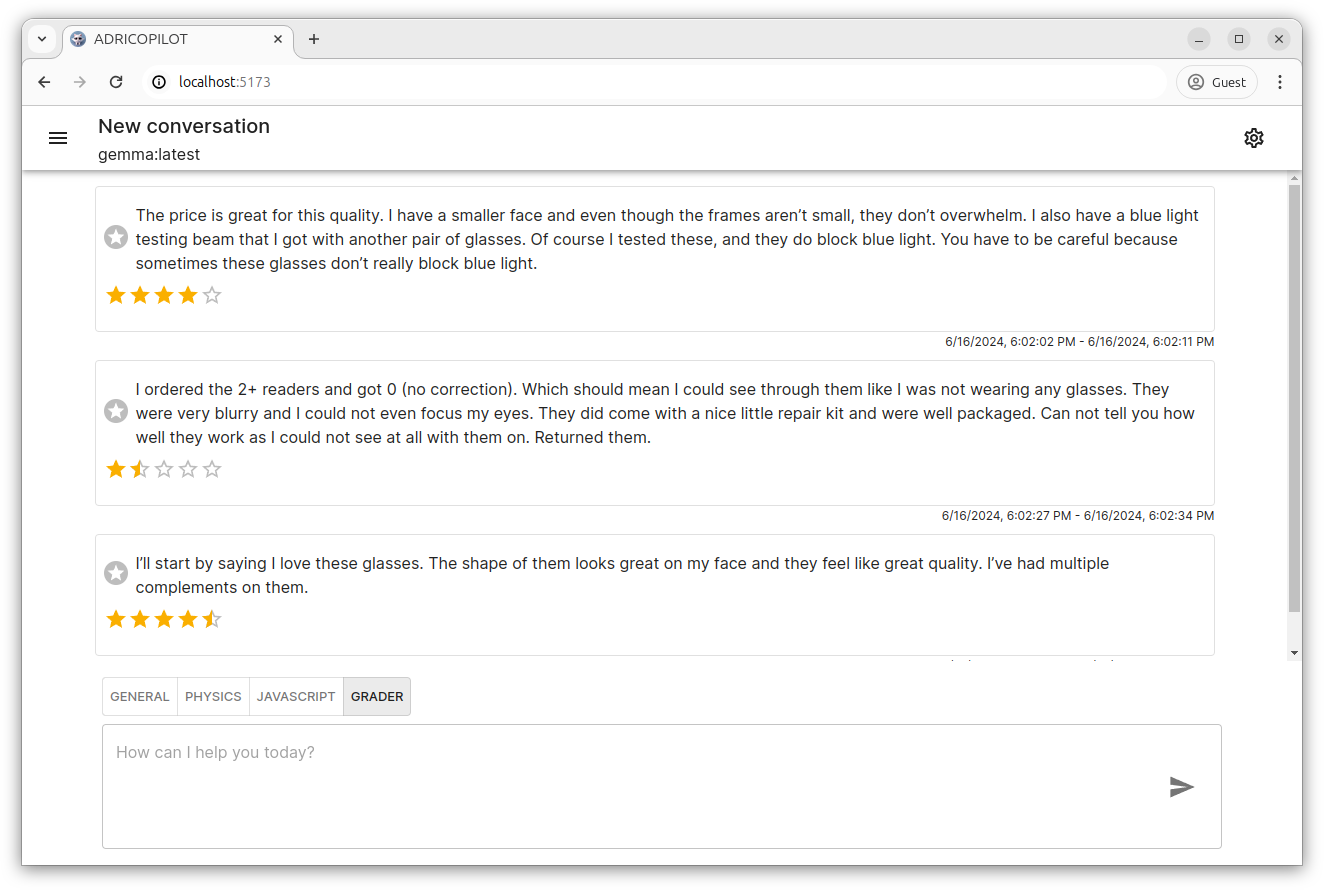 ADRICOPILOT
localhost:5173
Guest
New conversation
gemma:latest
The price is great for this quality. I have a smaller face and even though the frames aren’t small, they don’t overwhelm. I also have a blue light
testing beam that I got with another pair of glasses. Of course I tested these, and they do block blue light. You have to be careful because
sometimes these glasses don’t really block blue light.
6/16/2024, 6:02:02 PM - 6/16/2024, 6:02:11 PM
I ordered the 2+ readers and got 0 (no correction). Which should mean I could see through them like I was not wearing any glasses. They
were very blurry and I could not even focus my eyes. They did come with a nice little repair kit and were well packaged. Can not tell you how
well they work as I could not see at all with them on. Returned them.
6/16/2024, 6:02:27 PM - 6/16/2024, 6:02:34 PM
I’ll start by saying I love these glasses. The shape of them looks great on my face and they feel like great quality. I’ve had multiple
complements on them.
GENERAL PHYSICS JAVASCRIPT GRADER
How can I help you today?